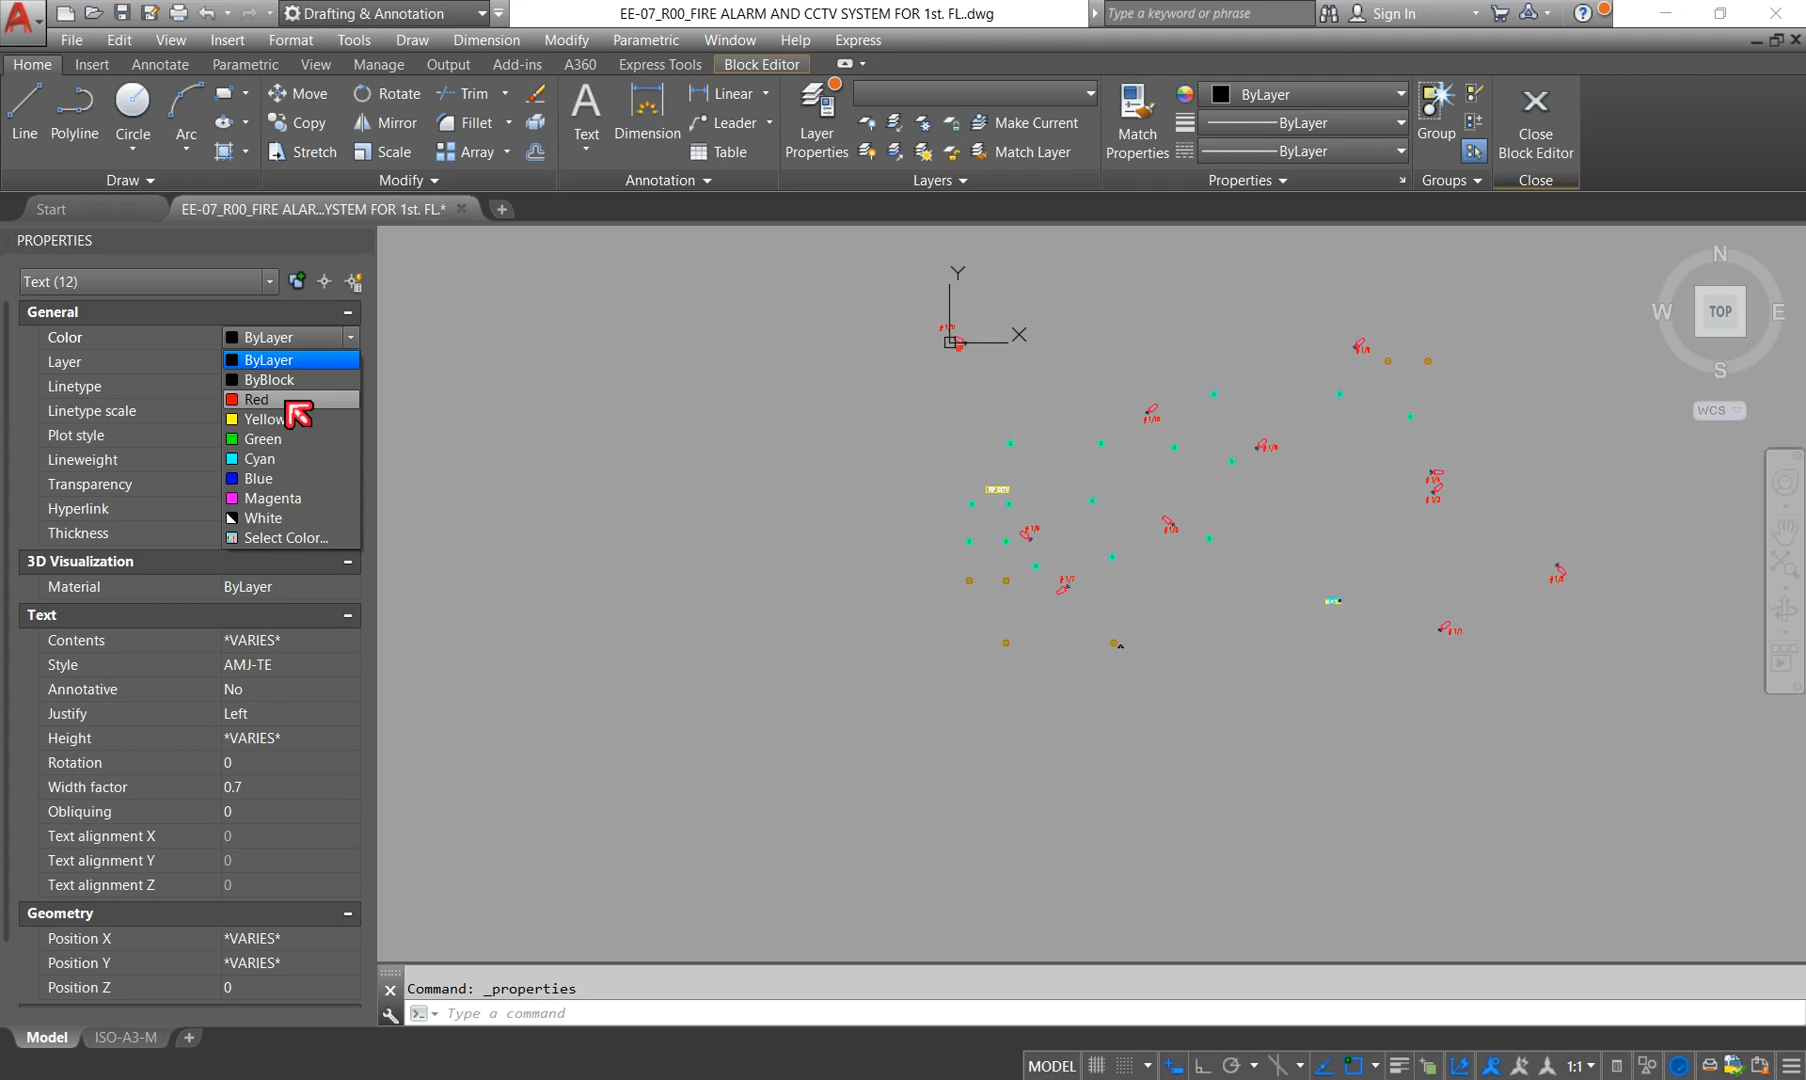 Drafting & Annotation
EE-07_R00_FIRE ALARM AND CCTV SYSTEM FOR 1st. FL..dwg
Type a keyword or phrase
Sign In
File Edit View Insert Format Tools Draw Dimension Modify Parametric Window Help Express
Home Insert Annotate Parametric View Manage Output Add-ins A360 Express Tools Block Editor
Line Polyline Circle Arc
Move Rotate Trim
Copy Mirror Fillet
Stretch Scale Array
Text Dimension
Linear
Leader
Table
Layer Properties
Make Current
Match Layer
Match Properties
ByLayer
ByLayer
ByLayer
Group
Close Block Editor
Draw Modify Annotation Layers Properties Groups Close
Start EE-07_R00_FIRE ALAR...YSTEM FOR 1st. FL.*
PROPERTIES
Text (12)
General
Color ByLayer
Layer
Linetype
Linetype scale
Plot style
Lineweight
Transparency
Hyperlink
Thickness
ByLayer
ByBlock
Red
Yellow
Green
Cyan
Blue
Magenta
White
Select Color...
3D Visualization
Material ByLayer
Text
Contents *VARIES*
Style AMJ-TE
Annotative No
Justify Left
Height *VARIES*
Rotation 0
Width factor 0.7
Obliquing 0
Text alignment X 0
Text alignment Y 0
Text alignment Z 0
Geometry
Position X *VARIES*
Position Y *VARIES*
Position Z 0
Y
X
N
W TOP E
S
WCS
Command: _properties
Type a command
Model ISO-A3-M
MODEL 1:1